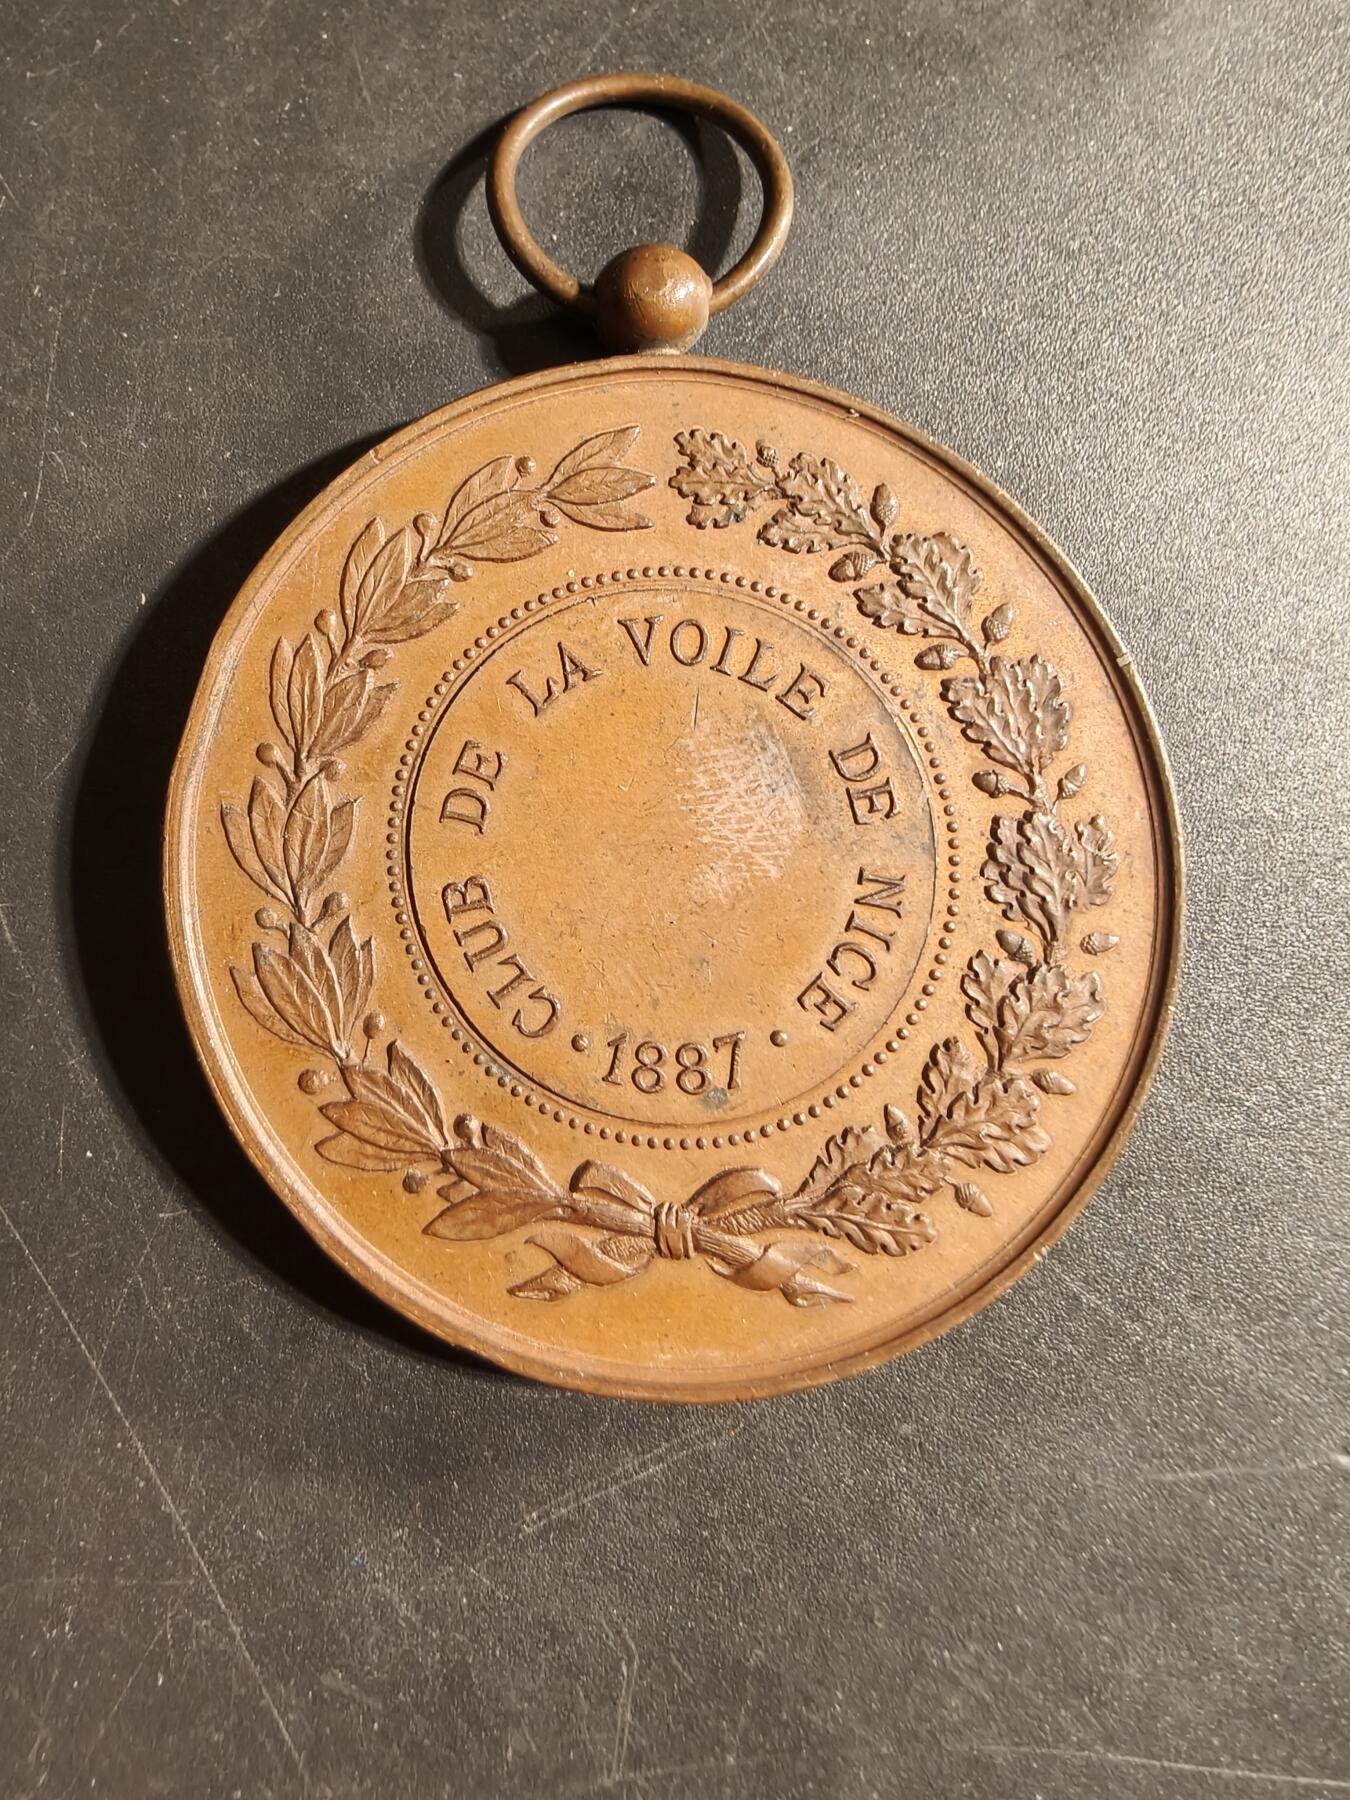 CLUB DE LA VOILE DE NICE
· 1887 ·